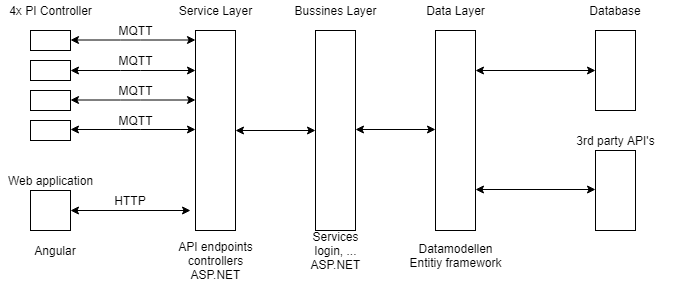 4x PI Controller
Service Layer
Bussines Layer
Data Layer
Database
MQTT
MQTT
MQTT
MQTT
3rd party API's
Web application
HTTP
Angular
API endpoints
controllers
ASP.NET
Services
login, ...
ASP.NET
Datamodellen
Entitiy framework